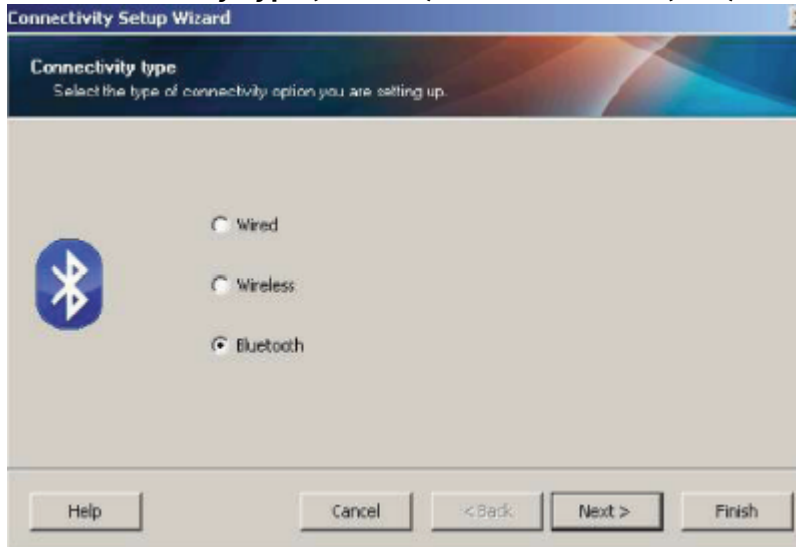 Connectivity Setup Wizard
Connectivity type
Select the type of connectivity option you are setting up.
Wired
Wireless
Bluetooth
Help
Cancel
< Back
Next >
Finish